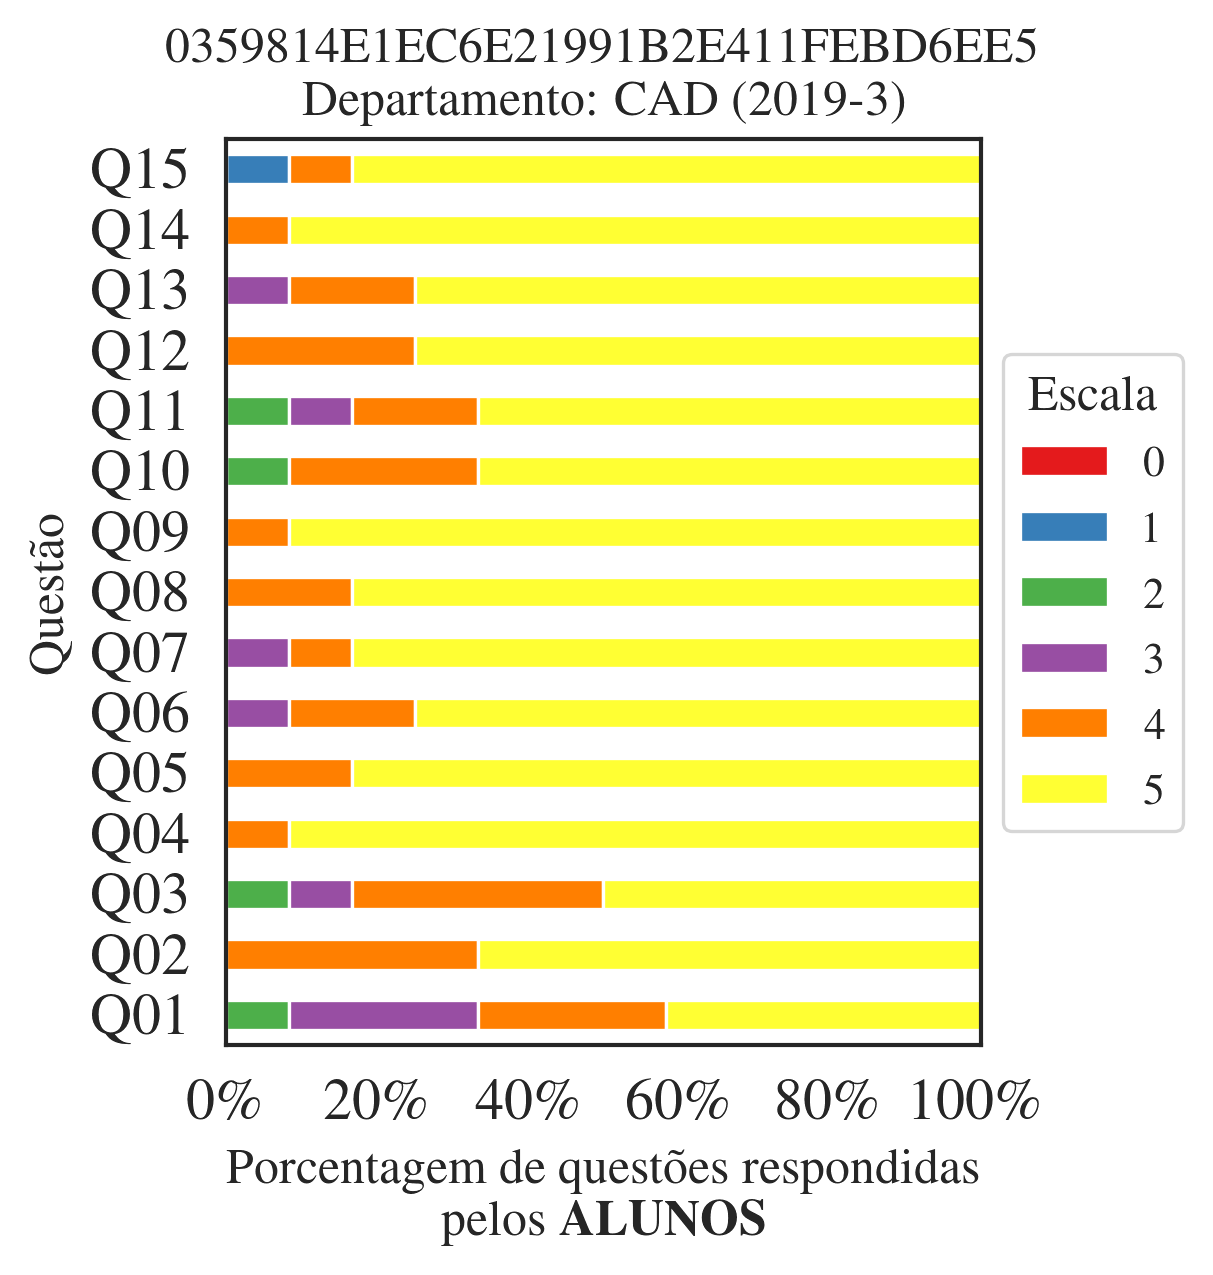 0359814E1EC6E21991B2E411FEBD6EE5
Departamento: CAD (2019-3)
Questão
Q15
Q14
Q13
Q12
Q11
Q10
Q09
Q08
Q07
Q06
Q05
Q04
Q03
Q02
Q01
0% 20% 40% 60% 80% 100%
Porcentagem de questões respondidas
pelos ALUNOS
Escala
0
1
2
3
4
5